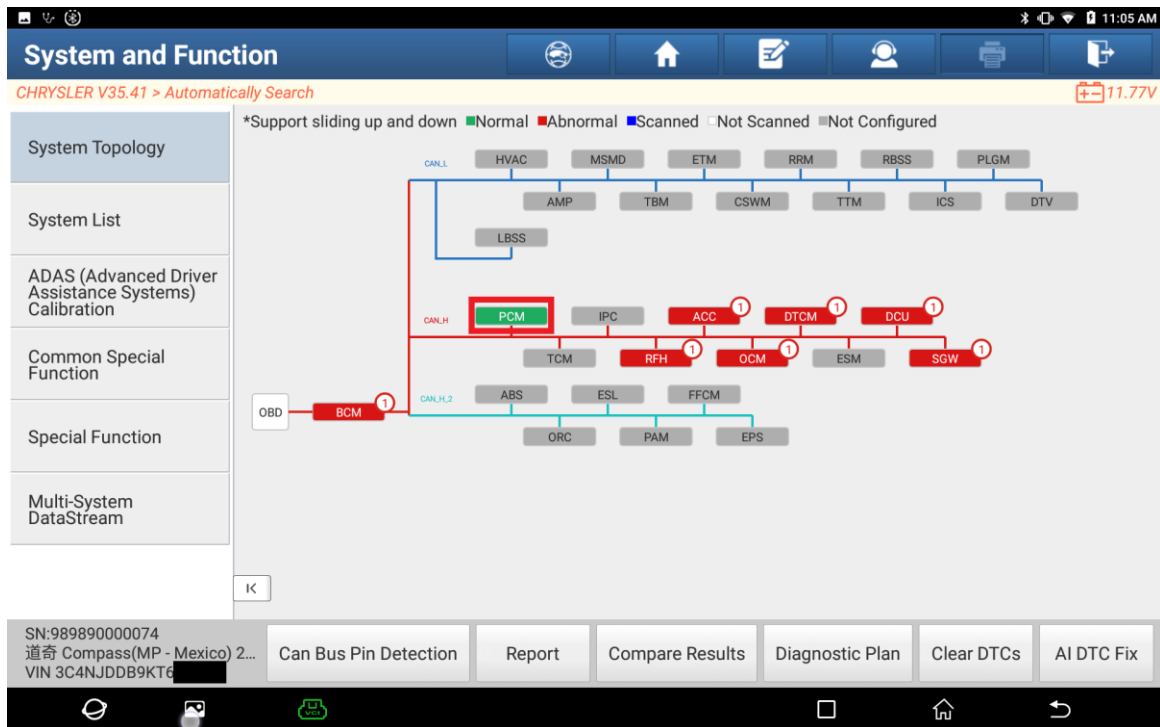 11:05 AM
System and Function
CHRYSLER V35.41 > Automatically Search
11.77V
System Topology
System List
ADAS (Advanced Driver
Assistance Systems)
Calibration
Common Special
Function
Special Function
Multi-System
DataStream
*Support sliding up and down Normal Abnormal Scanned Not Scanned Not Configured
CAN_L HVAC MSMD ETM RRM RBSS PLGM
AMP TBM CSWM TTM ICS DTV
LBSS
CAN_H PCM IPC ACC 1 DTCM 1 DCU 1
TCM RFH 1 OCM 1 ESM SGW 1
CAN_H_2 ABS ESL FFCM
OBD BCM 1
ORC PAM EPS
SN:989890000074
道奇 Compass(MP - Mexico) 2...
VIN 3C4NJDDB9KT6
Can Bus Pin Detection
Report
Compare Results
Diagnostic Plan
Clear DTCs
AI DTC Fix
VCI